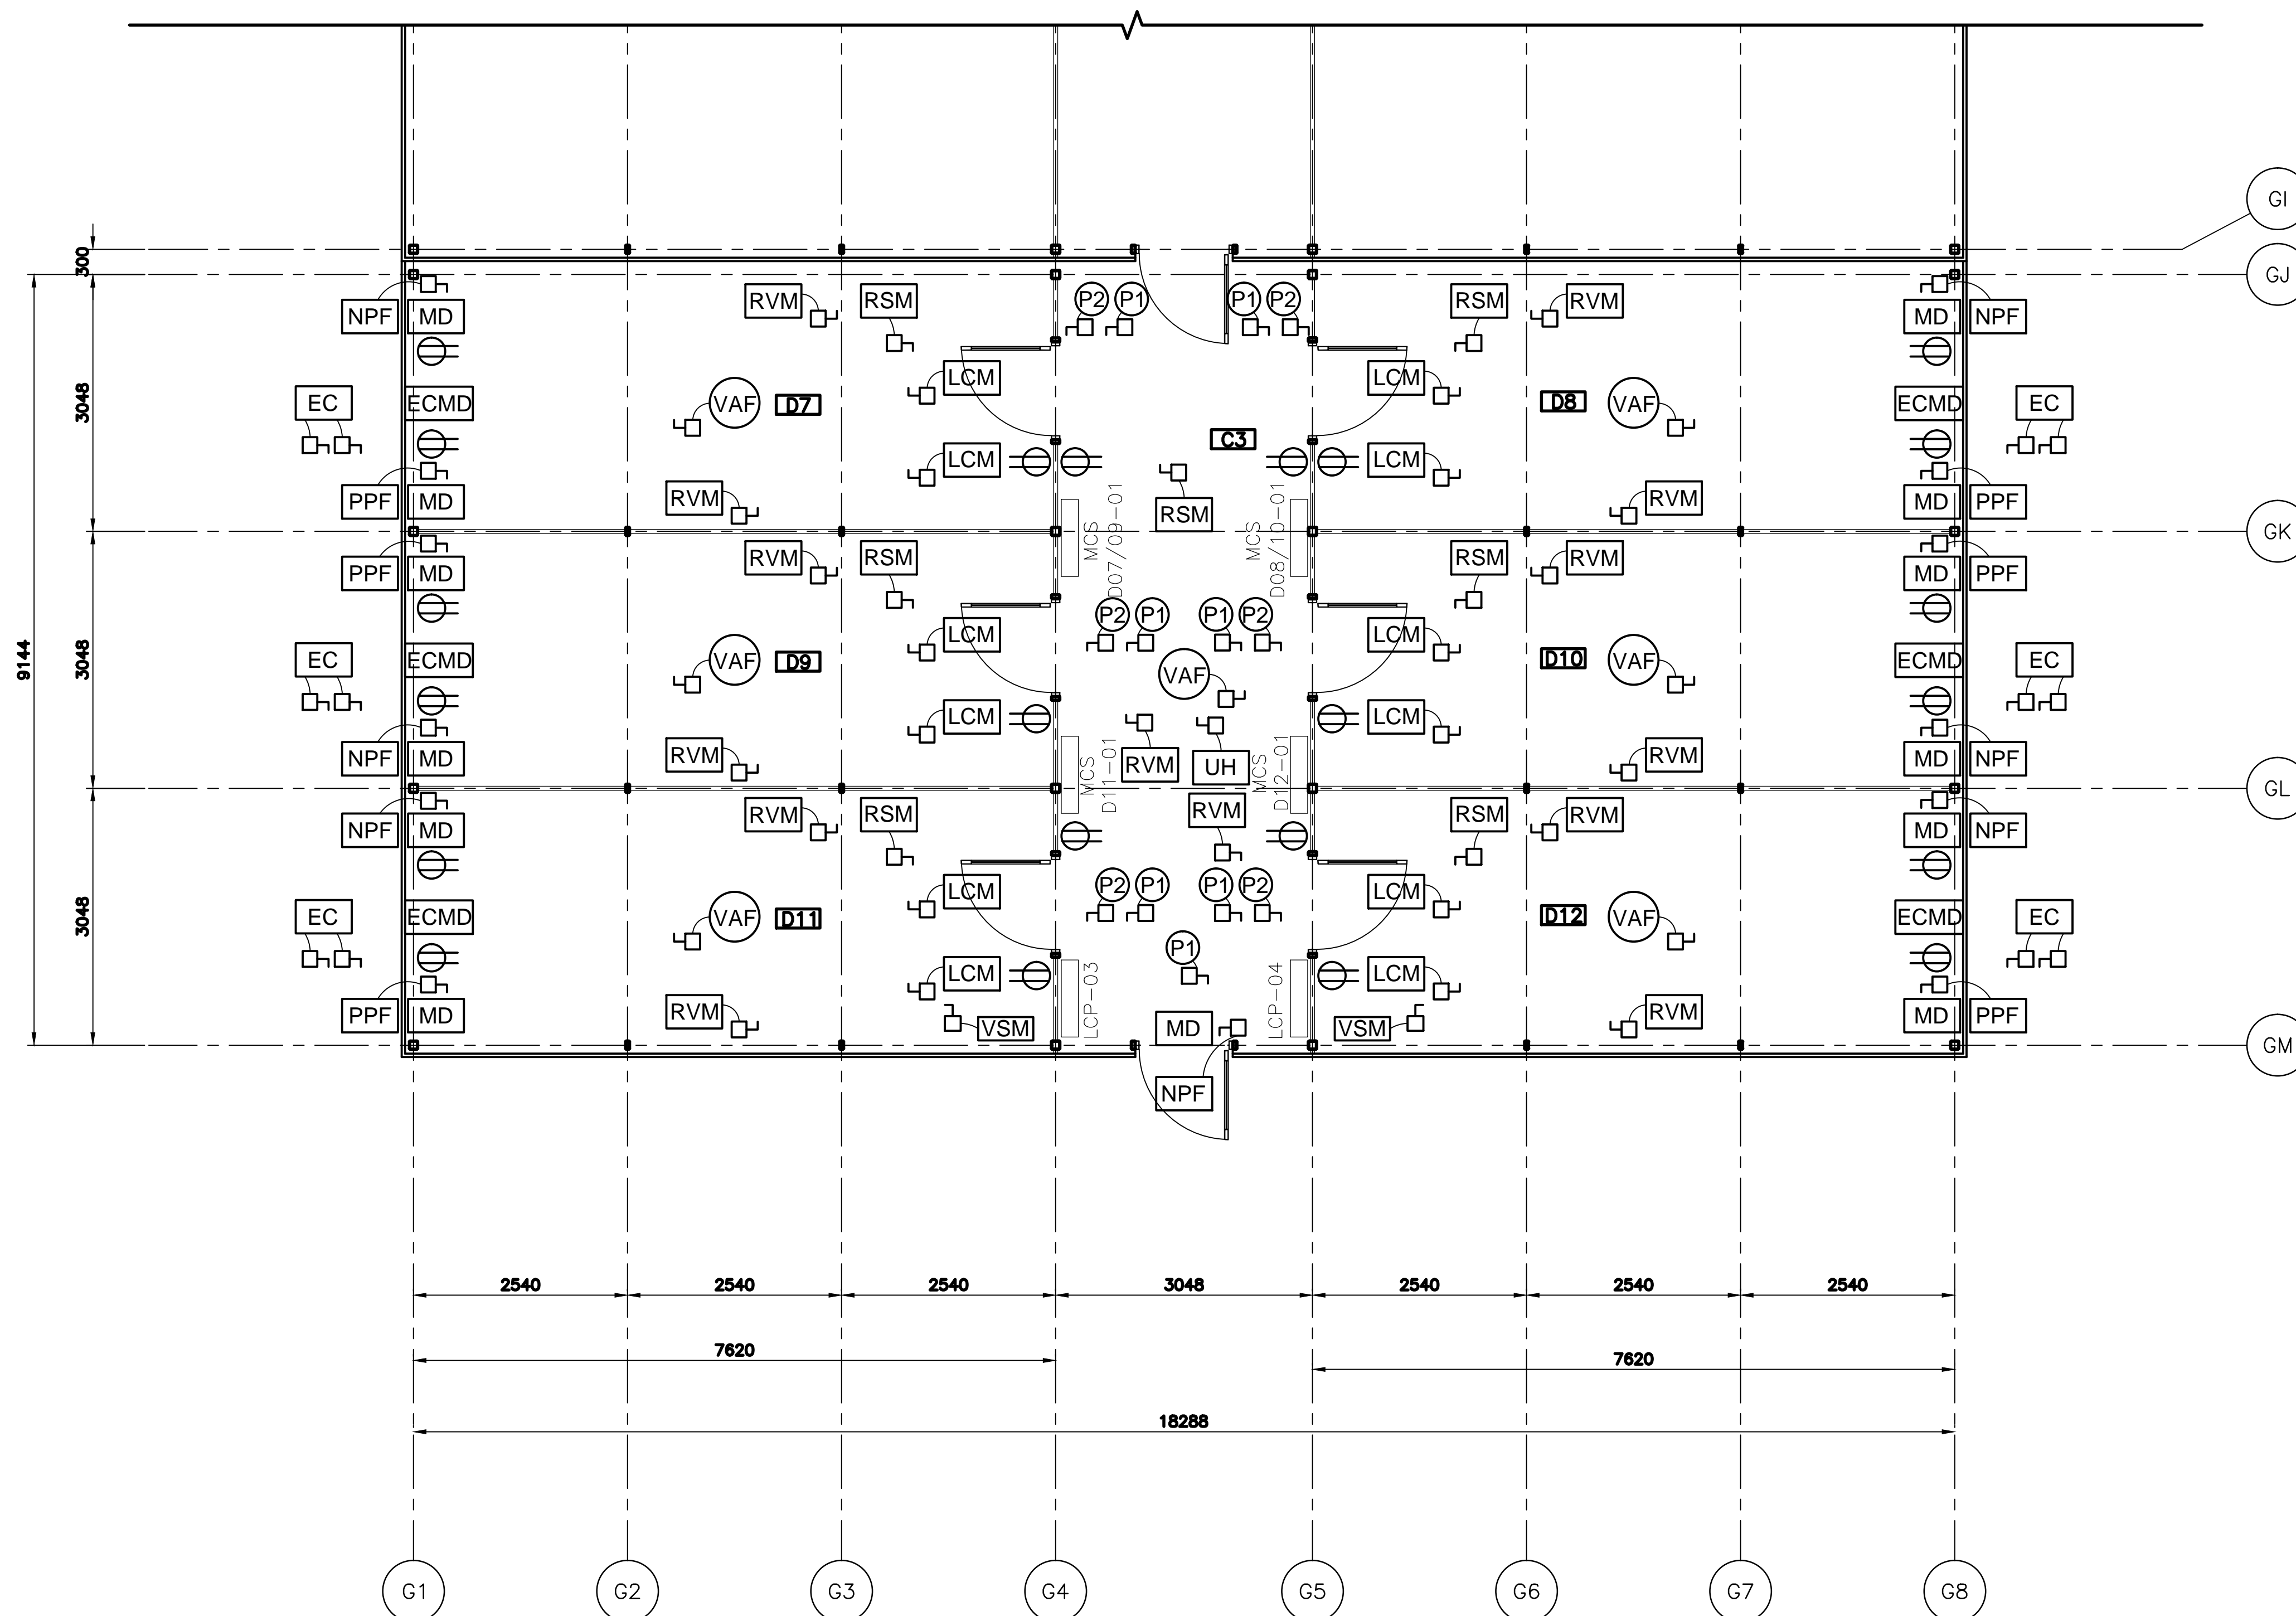 GI
300
GJ
NPF MD RVM RSM P2 P1 P1 P2 RSM RVM MD NPF
3048
EC ECMD VAF D7 LCM LCM D8 VAF ECMD EC
C3
PPF MD RVM LCM RSM LCM RVM MD PPF
MCS
D07/09-01
MCS
D08/10-01
GK
PPF MD RVM RSM RSM RVM MD PPF
P2 P1 P1 P2
9144
3048
EC ECMD VAF D9 LCM VAF LCM D10 VAF ECMD EC
NPF MD RVM LCM RVM UH LCM RVM MD NPF
MCS
D11-01
MCS
D12-01
GL
NPF MD RVM RSM RVM RSM RVM MD NPF
P2 P1 P1 P2
3048
EC ECMD VAF D11 LCM P1 LCM D12 VAF ECMD EC
LCM LCM
LCP-03
LCP-04
PPF MD RVM VSM MD VSM RVM MD PPF
GM
NPF
2540 2540 2540 3048 2540 2540 2540
7620 7620
18288
G1 G2 G3 G4 G5 G6 G7 G8